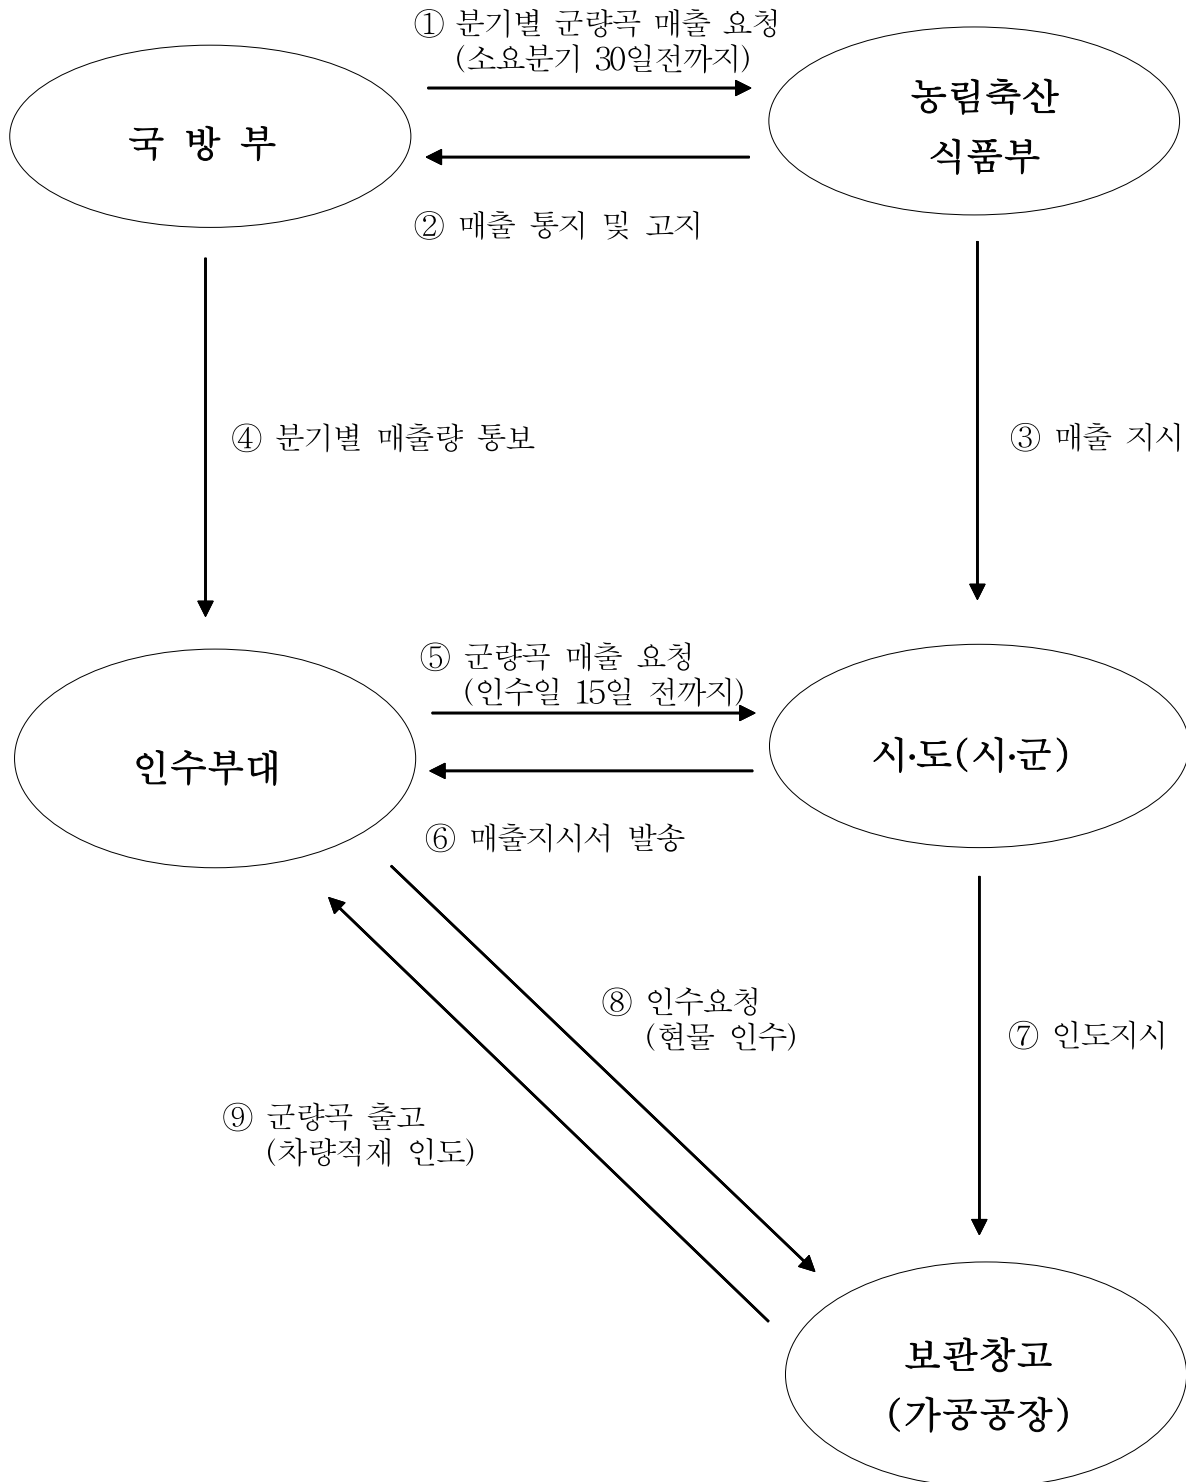 ① 분기별 군량곡 매출 요청
(소요분기 30일전까지)
국 방 부
농림축산
식품부
② 매출 통지 및 고지
④ 분기별 매출량 통보
③ 매출 지시
⑤ 군량곡 매출 요청
(인수일 15일 전까지)
인수부대
시·도(시·군)
⑥ 매출지시서 발송
⑧ 인수요청
(현물 인수)
⑦ 인도지시
⑨ 군량곡 출고
(차량적재 인도)
보관창고
(가공공장)